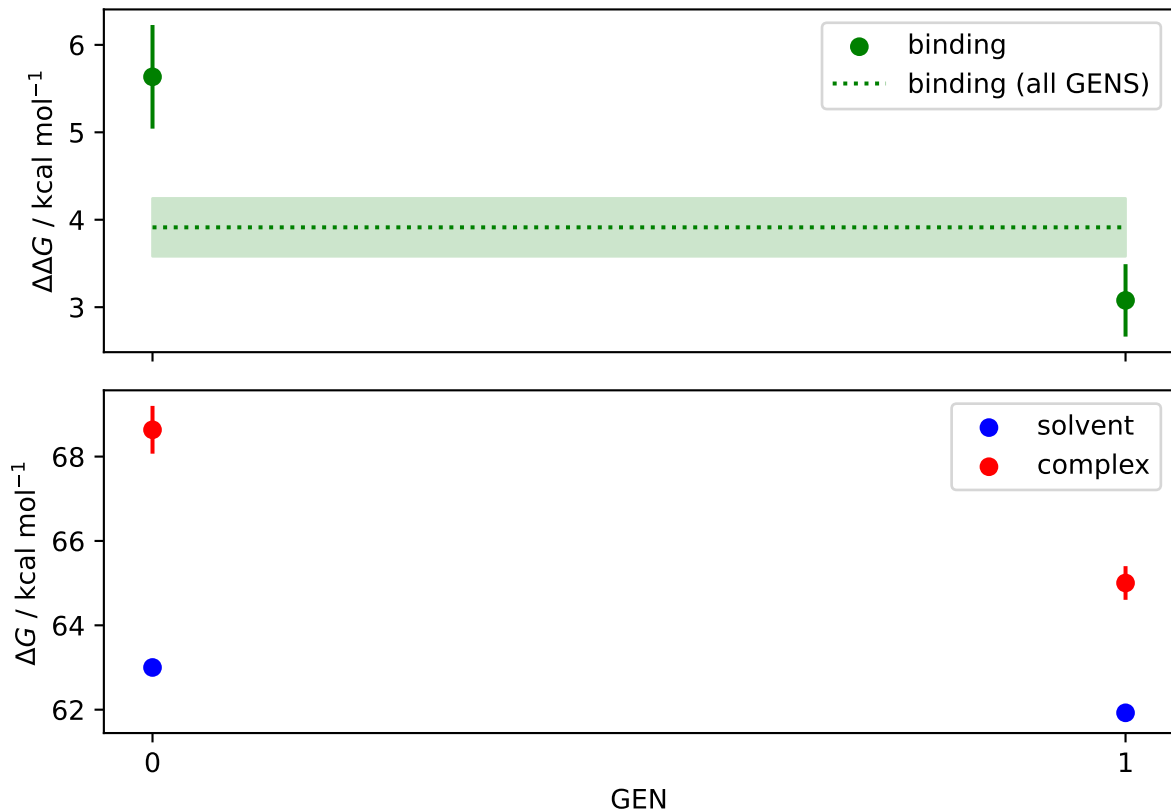 6
5
4
3
ΔΔG / kcal mol⁻¹
binding
binding (all GENS)
68
66
64
62
ΔG / kcal mol⁻¹
solvent
complex
0
1
GEN